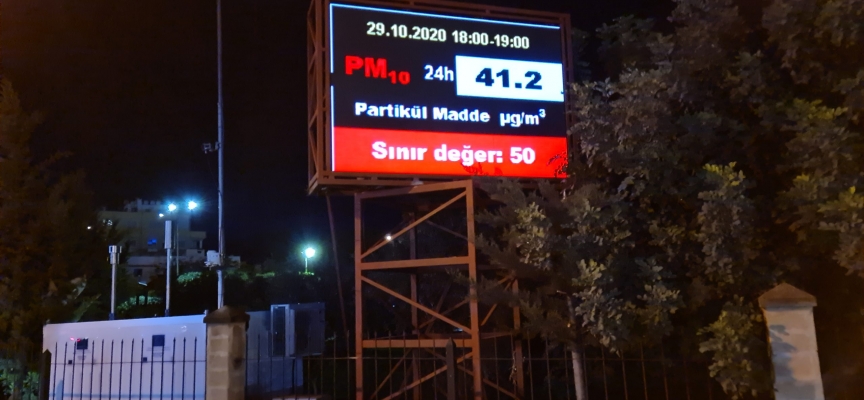 29.10.2020 18:00-19:00
PM10 24h 41.2
Partikül Madde µg/m³
Sınır değer: 50